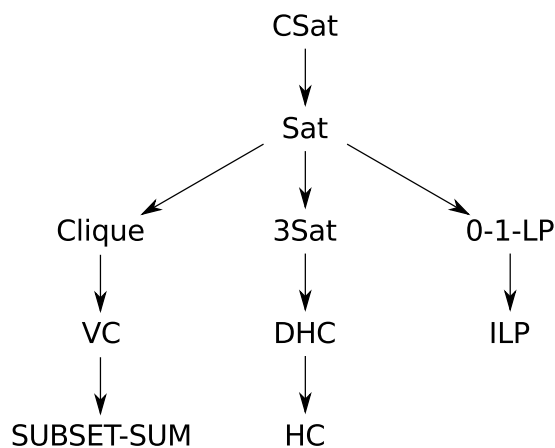 CSat
Sat
Clique 3Sat 0-1-LP
VC DHC ILP
SUBSET-SUM HC